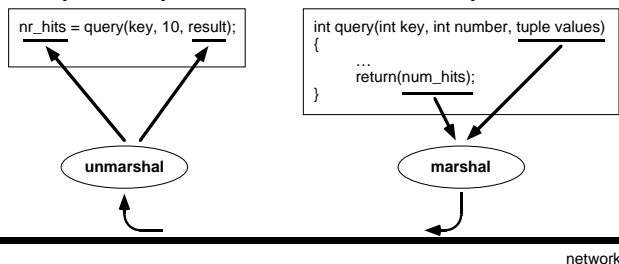 nr_hits = query(key, 10, result);
int query(int key, int number, tuple values)
{
…
return(num_hits);
}
unmarshal
marshal
network